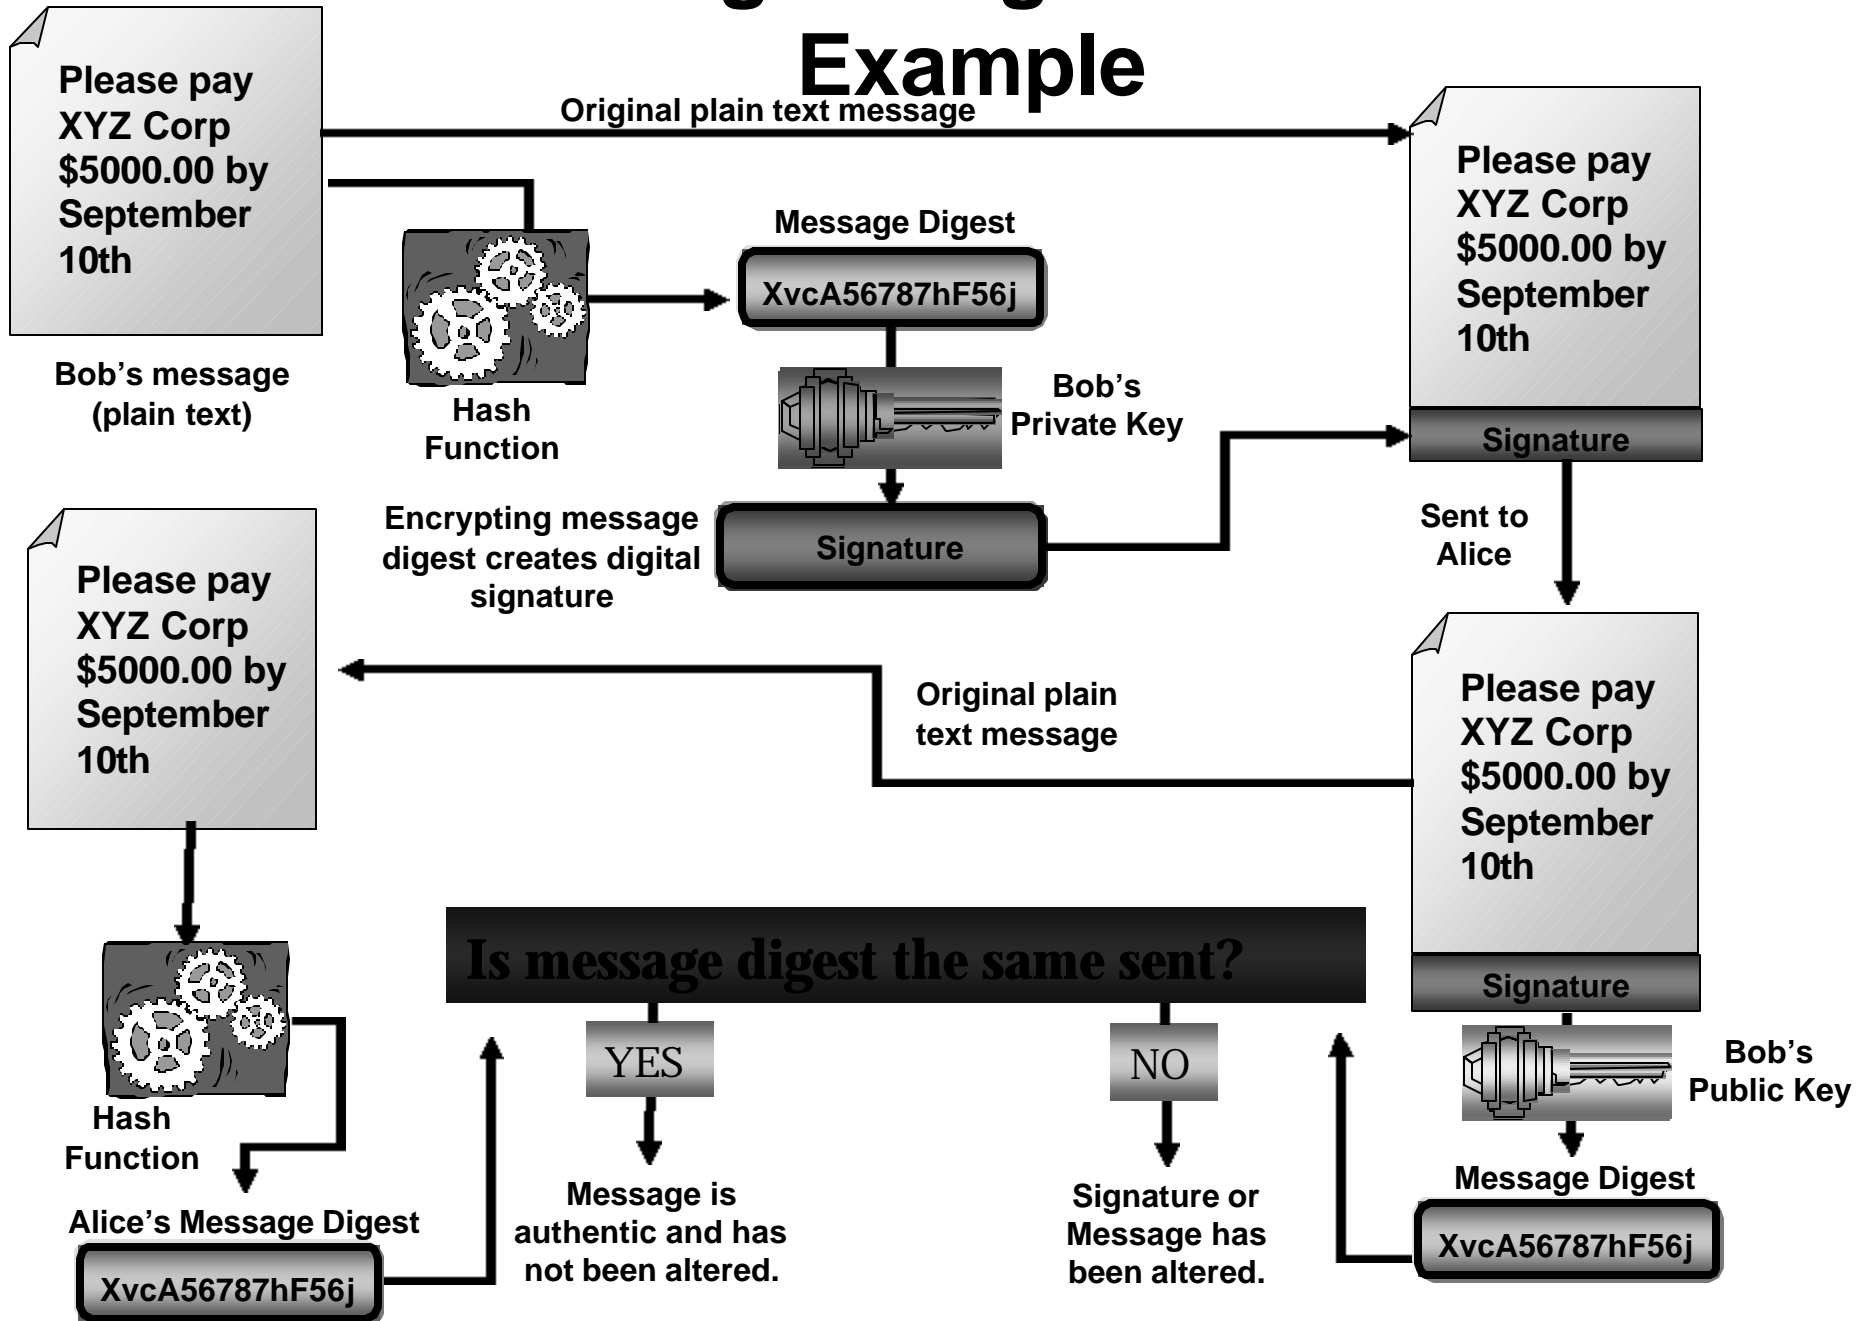 Example
Please pay
XYZ Corp
$5000.00 by
September
10th
Bob's message
(plain text)
Original plain text message
Hash
Function
Message Digest
XvcA56787hF56j
Bob's
Private Key
Encrypting message
digest creates digital
signature
Signature
Please pay
XYZ Corp
$5000.00 by
September
10th
Signature
Sent to
Alice
Please pay
XYZ Corp
$5000.00 by
September
10th
Signature
Bob's
Public Key
Message Digest
XvcA56787hF56j
Original plain
text message
Please pay
XYZ Corp
$5000.00 by
September
10th
Hash
Function
Alice's Message Digest
XvcA56787hF56j
Is message digest the same sent?
YES
Message is
authentic and has
not been altered.
NO
Signature or
Message has
been altered.